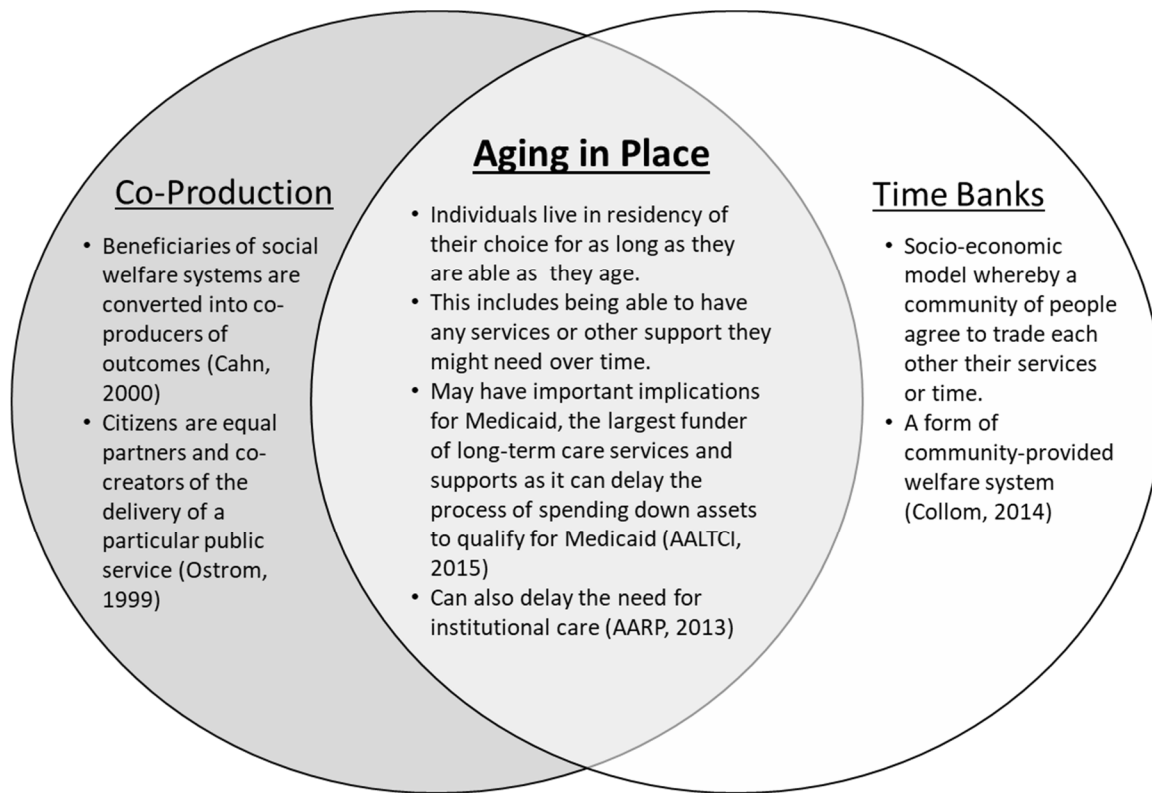 Co-Production
• Beneficiaries of social
welfare systems are
converted into co-
producers of
outcomes (Cahn,
2000)
• Citizens are equal
partners and co-
creators of the
delivery of a
particular public
service (Ostrom,
1999)
Aging in Place
• Individuals live in residency of
their choice for as long as they
are able as  they age.
• This includes being able to have
any services or other support they
might need over time.
• May have important implications
for Medicaid, the largest funder
of long-term care services and
supports as it can delay the
process of spending down assets
to qualify for Medicaid (AALTCI,
2015)
• Can also delay the need for
institutional care (AARP, 2013)
Time Banks
• Socio-economic
model whereby a
community of people
agree to trade each
other their services
or time.
• A form of
community-provided
welfare system
(Collom, 2014)